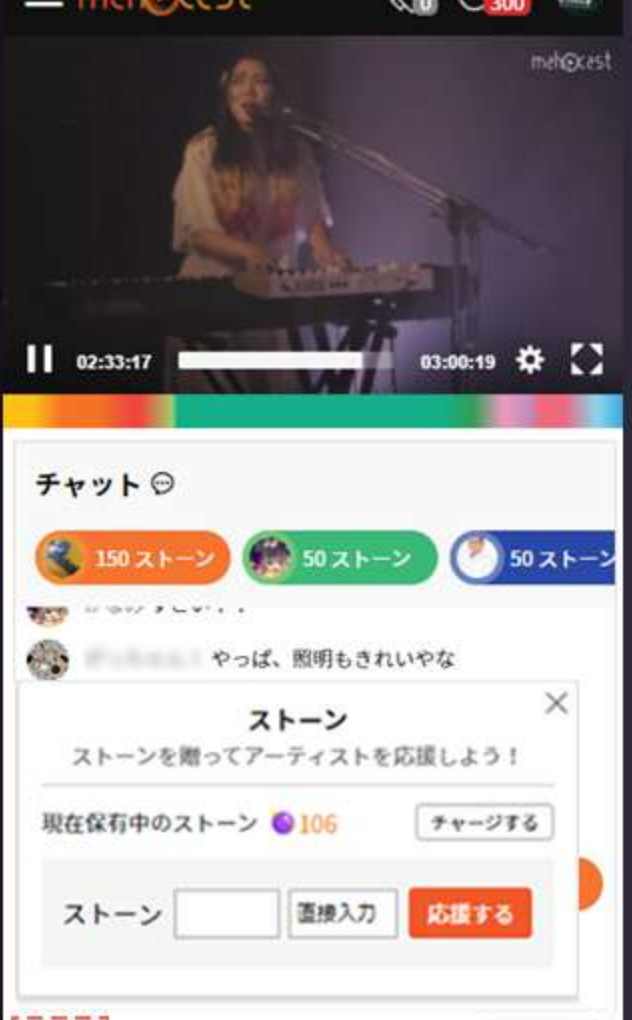 0
300
mehocast
02:33:17
03:00:19
チャット
150 ストーン
50 ストーン
50 ストーン
やっぱ、照明もきれいやな
ストーン
ストーンを贈ってアーティストを応援しよう！
現在保有中のストーン 106
チャージする
ストーン
直接入力
応援する